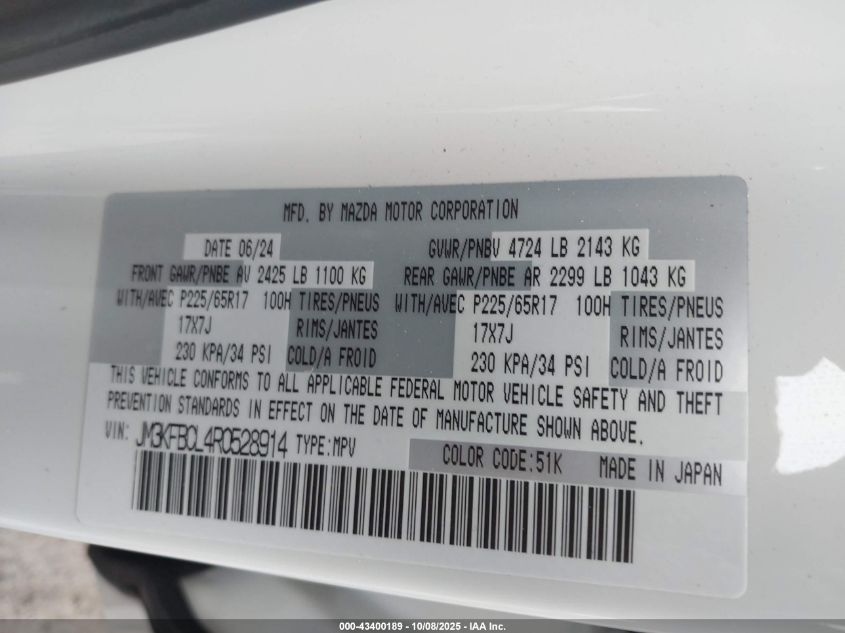 MFD. BY MAZDA MOTOR CORPORATION
DATE 06/24 GVWR/PNBV 4724 LB 2143 KG
FRONT GAWR/PNBE AV 2425 LB 1100 KG REAR GAWR/PNBE AR 2299 LB 1043 KG
WITH/AVEC P225/65R17 100H TIRES/PNEUS WITH/AVEC P225/65R17 100H TIRES/PNEUS
17X7J RIMS/JANTES 17X7J RIMS/JANTES
230 KPA/34 PSI COLD/A FROID 230 KPA/34 PSI COLD/A FROID
THIS VEHICLE CONFORMS TO ALL APPLICABLE FEDERAL MOTOR VEHICLE SAFETY AND THEFT
PREVENTION STANDARDS IN EFFECT ON THE DATE OF MANUFACTURE SHOWN ABOVE.
VIN: JM3KFBCL4R0528914 TYPE:MPV
COLOR CODE:51K MADE IN JAPAN
000-43400189 - 10/08/2025 - IAA Inc.